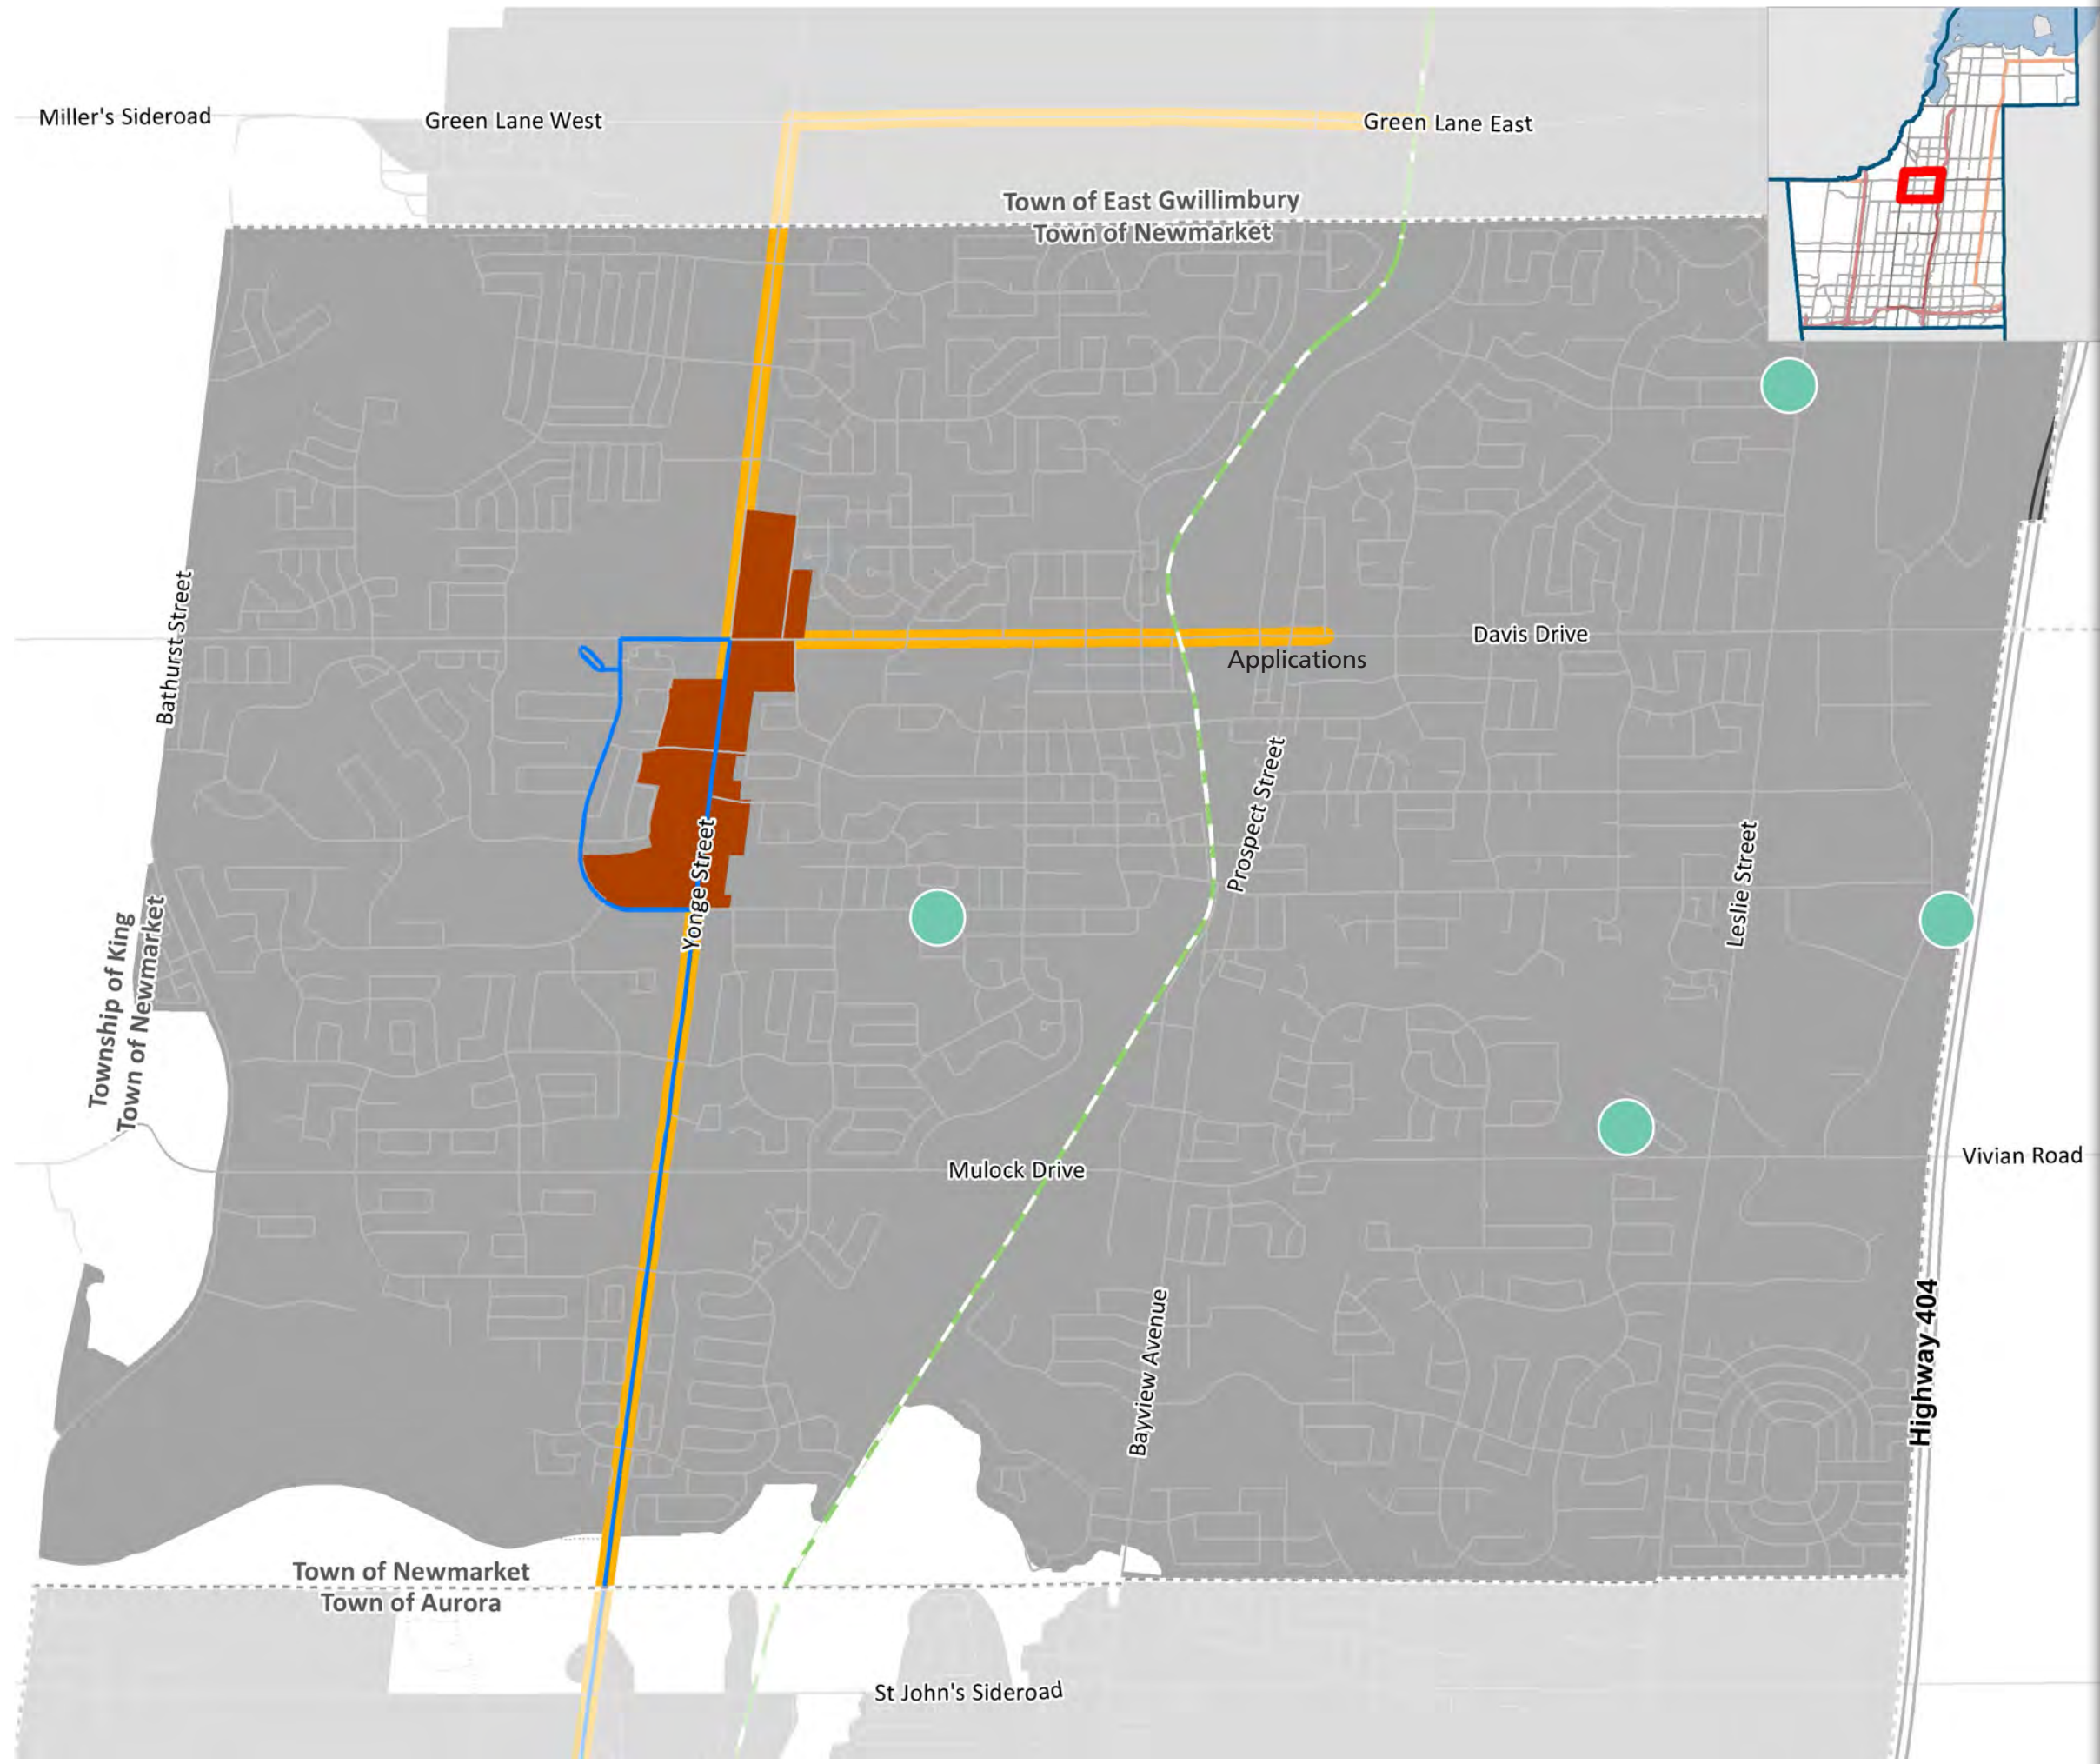 Miller's Sideroad
Green Lane West
Green Lane East
Town of East Gwillimbury
Town of Newmarket
Bathurst Street
Davis Drive
Applications
Prospect Street
Yonge Street
Leslie Street
Township of King
Town of Newmarket
Mulock Drive
Vivian Road
Bayview Avenue
Highway 404
Town of Newmarket
Town of Aurora
St John's Sideroad